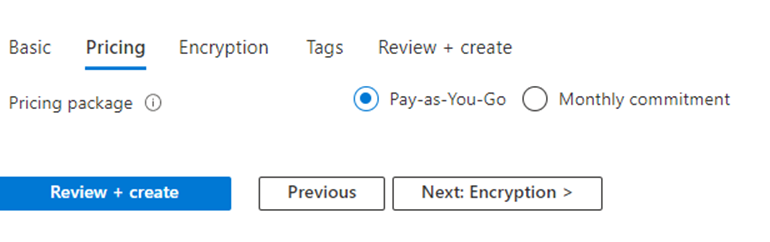 Basic Pricing Encryption Tags Review + create
Pricing package Pay-as-You-Go Monthly commitment
Review + create Previous Next: Encryption >